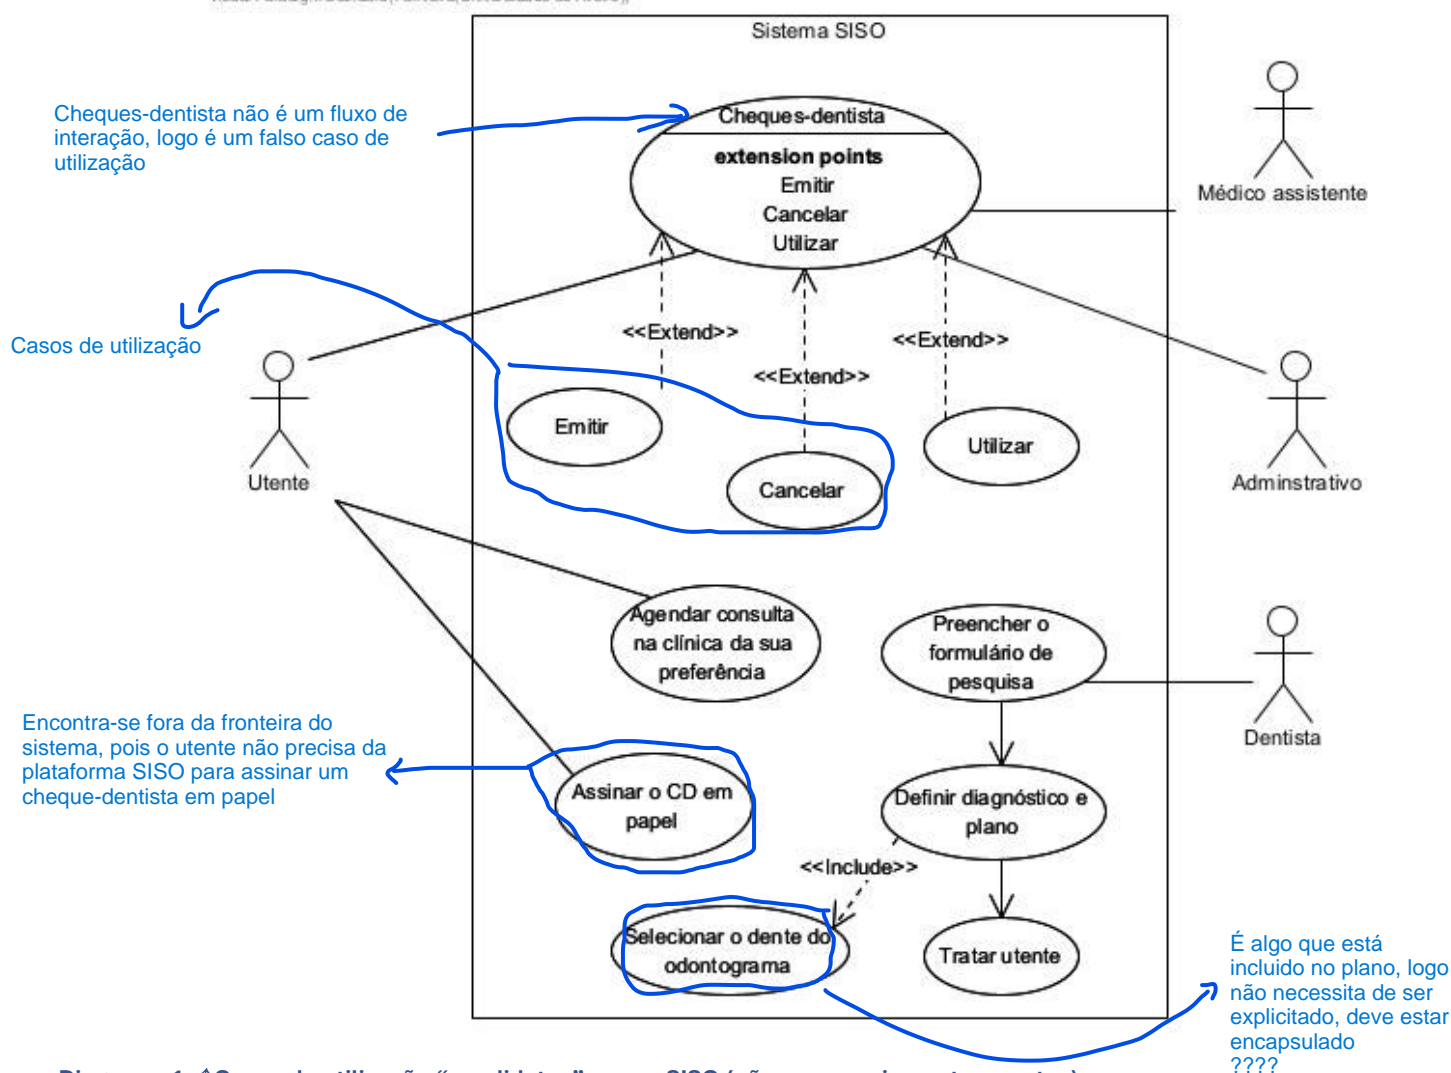 Sistema SISO
Cheques-dentista não é um fluxo de
interação, logo é um falso caso de
utilização
Cheques-dentista
extension points
Emitir
Cancelar
Utilizar
Médico assistente
<<Extend>>
<<Extend>>
<<Extend>>
Casos de utilização
Emitir
Cancelar
Utilizar
Utente
Adminstrativo
Agendar consulta
na clínica da sua
preferência
Preencher o
formulário de
pesquisa
Dentista
Encontra-se fora da fronteira do
sistema, pois o utente não precisa da
plataforma SISO para assinar um
cheque-dentista em papel
Assinar o CD em
papel
Definir diagnóstico e
plano
<<Include>>
Selecionar o dente do
odontograma
Tratar utente
É algo que está
incluido no plano, logo
não necessita de ser
explicitado, deve estar
encapsulado
????